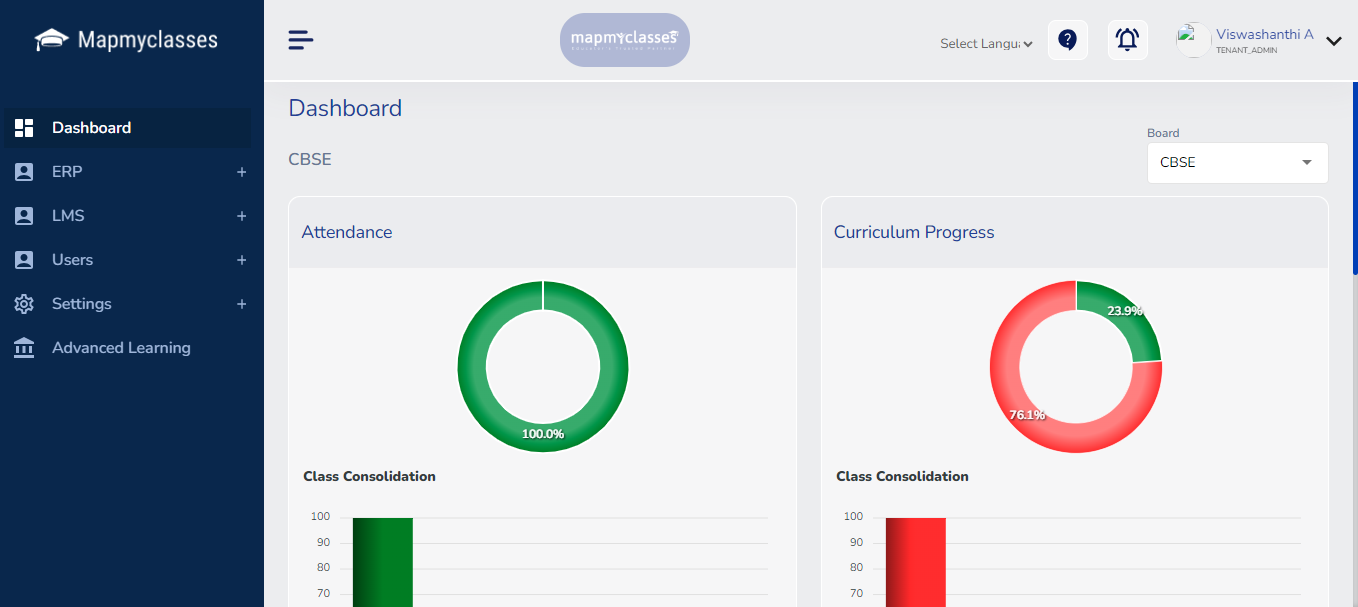 Mapmyclasses
mapmyclasses
Educator's Trusted Partner
Select Langu
?
Viswashanthi A
TENANT_ADMIN
Dashboard
ERP +
LMS +
Users +
Settings +
Advanced Learning
Dashboard
CBSE
Board
CBSE
Attendance
100.0%
Class Consolidation
100
90
80
70
Curriculum Progress
23.9%
76.1%
Class Consolidation
100
90
80
70